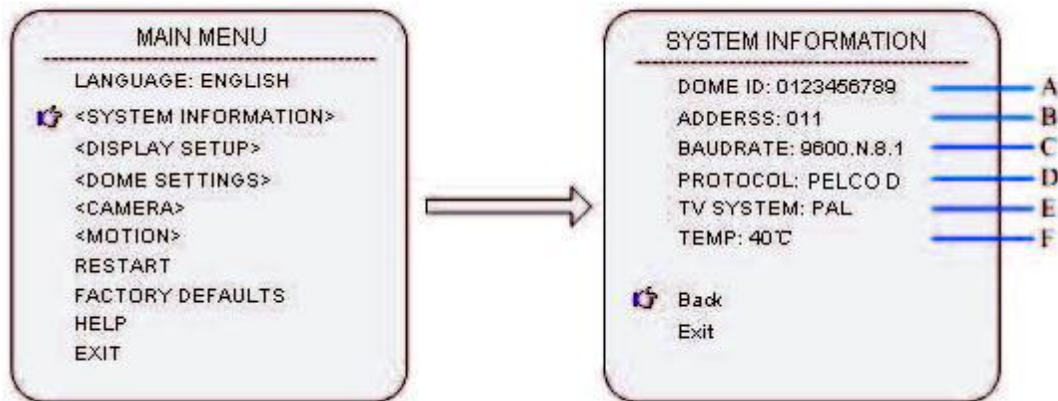 MAIN MENU
LANGUAGE: ENGLISH
<SYSTEM INFORMATION>
<DISPLAY SETUP>
<DOME SETTINGS>
<CAMERA>
<MOTION>
RESTART
FACTORY DEFAULTS
HELP
EXIT
SYSTEM INFORMATION
DOME ID: 0123456789 A
ADDERSS: 011 B
BAUDRATE: 9600.N.8.1 C
PROTOCOL: PELCO D D
TV SYSTEM: PAL E
TEMP: 40℃ F
Back
Exit